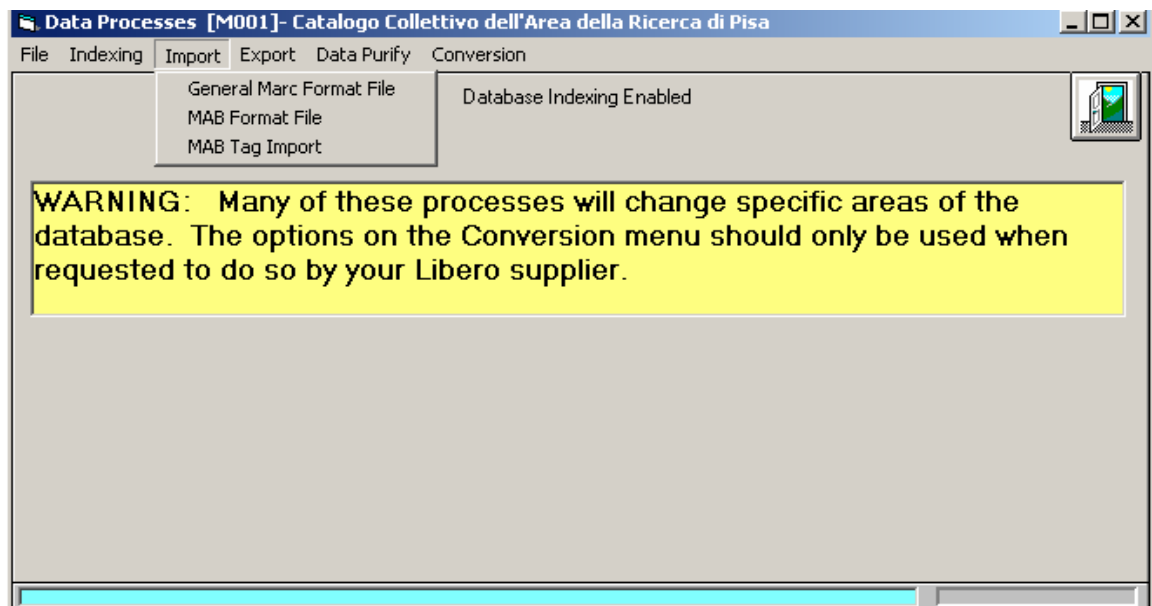 Data Processes [M001]- Catalogo Collettivo dell'Area della Ricerca di Pisa
File Indexing Import Export Data Purify Conversion
General Marc Format File
MAB Format File
MAB Tag Import
Database Indexing Enabled
WARNING: Many of these processes will change specific areas of the
database. The options on the Conversion menu should only be used when
requested to do so by your Libero supplier.